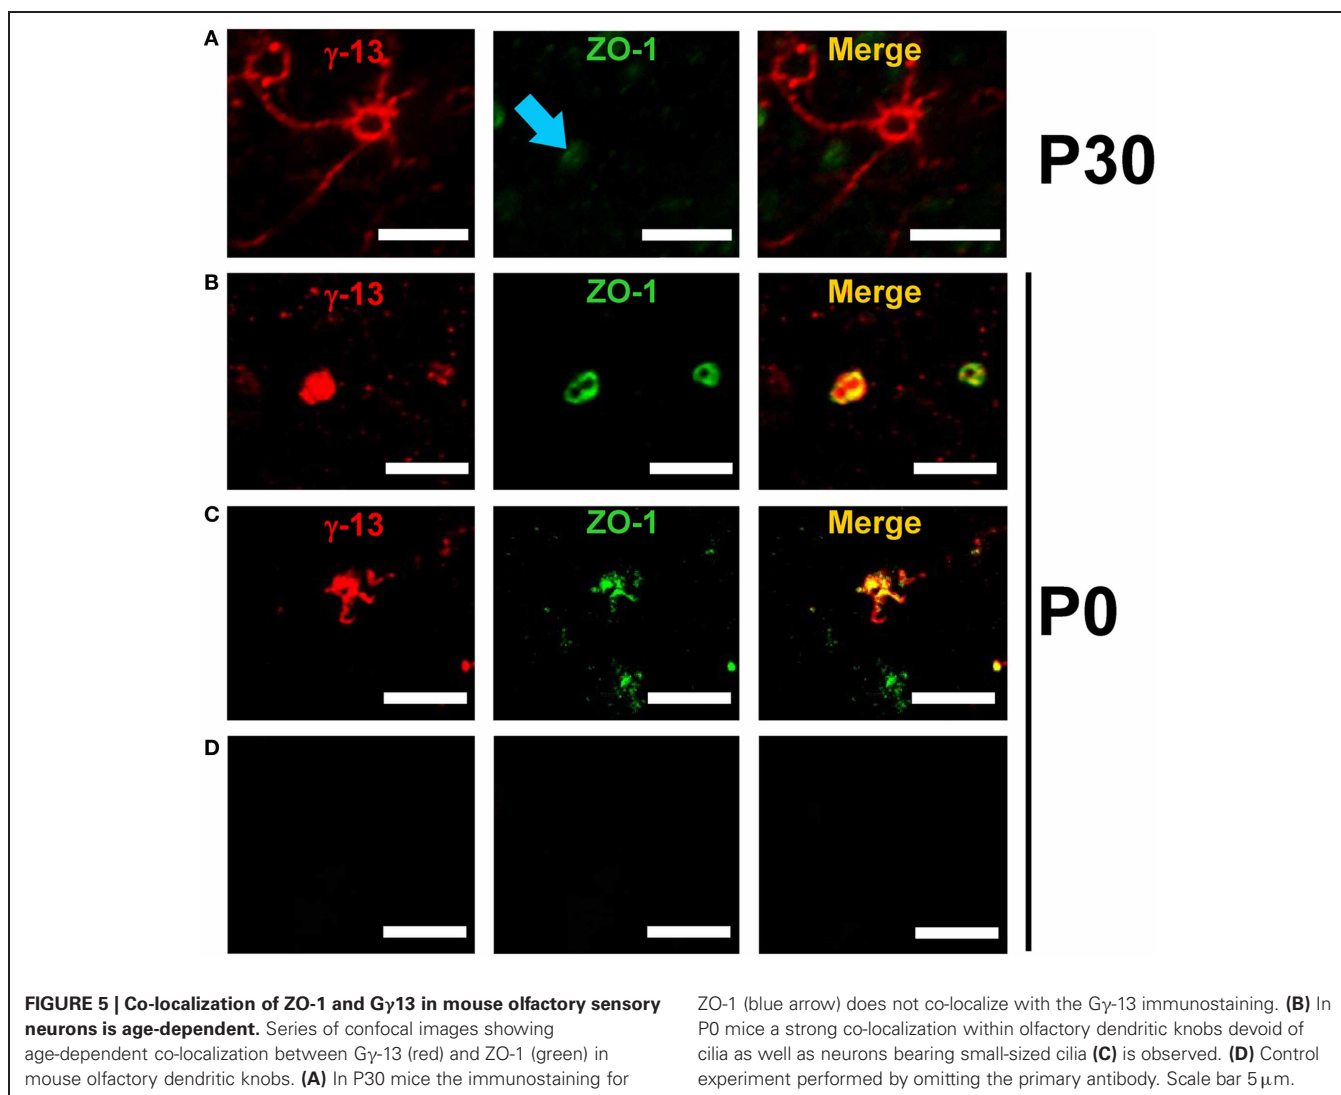 A
γ-13
ZO-1
Merge
P30
B
γ-13
ZO-1
Merge
C
γ-13
ZO-1
Merge
P0
D
FIGURE 5 | Co-localization of ZO-1 and Gγ13 in mouse olfactory sensory
neurons is age-dependent. Series of confocal images showing
age-dependent co-localization between Gγ-13 (red) and ZO-1 (green) in
mouse olfactory dendritic knobs. (A) In P30 mice the immunostaining for
ZO-1 (blue arrow) does not co-localize with the Gγ-13 immunostaining. (B) In
P0 mice a strong co-localization within olfactory dendritic knobs devoid of
cilia as well as neurons bearing small-sized cilia (C) is observed. (D) Control
experiment performed by omitting the primary antibody. Scale bar 5 μm.